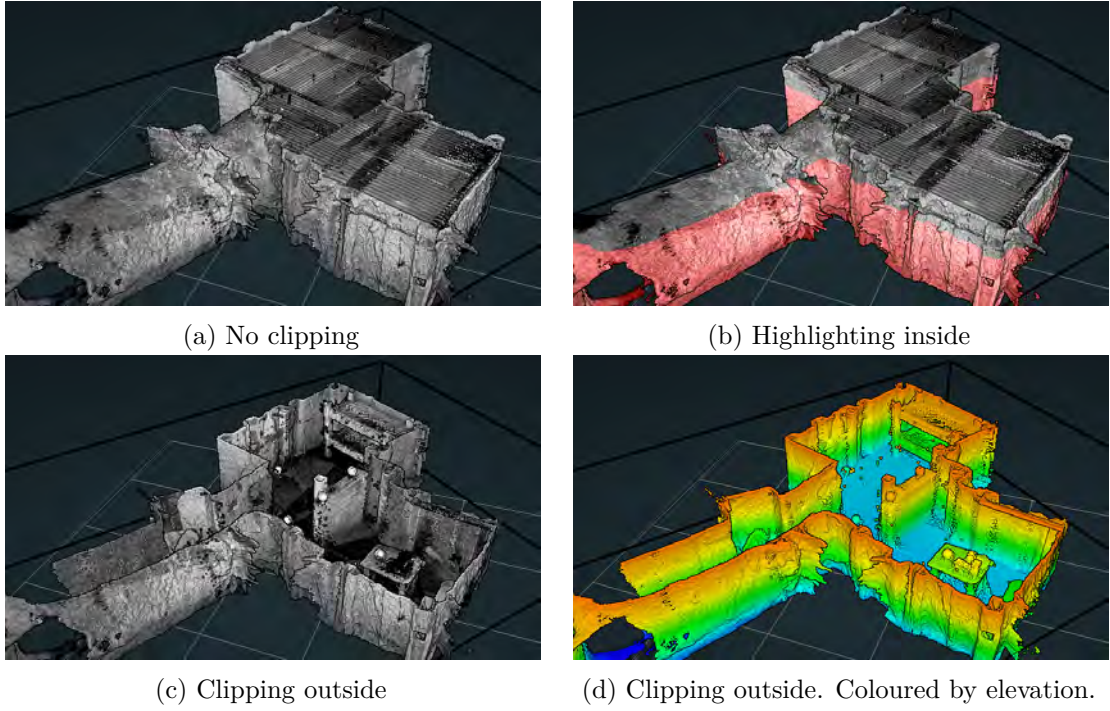 (a) No clipping
(b) Highlighting inside
(c) Clipping outside
(d) Clipping outside. Coloured by elevation.